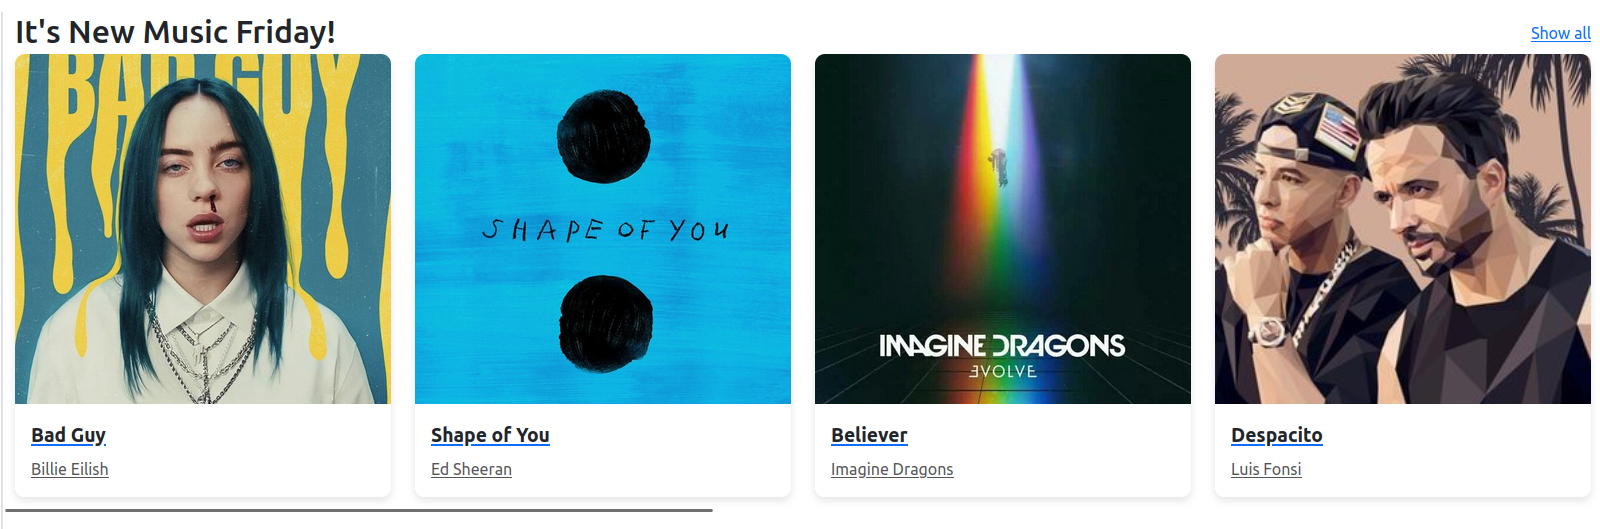 It's New Music Friday!
Show all
BAD GUY
SHAPE OF YOU
IMAGINE DRAGONS
EVOLVE
Bad Guy
Billie Eilish
Shape of You
Ed Sheeran
Believer
Imagine Dragons
Despacito
Luis Fonsi